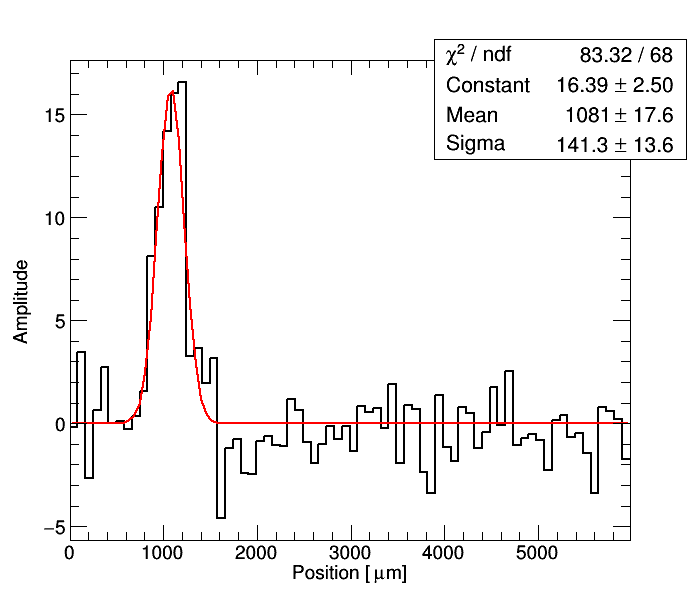 χ² / ndf 83.32 / 68
Constant 16.39 ± 2.50
Mean 1081 ± 17.6
Sigma 141.3 ± 13.6
15
10
5
0
−5
Amplitude
0 1000 2000 3000 4000 5000
Position [ μm]